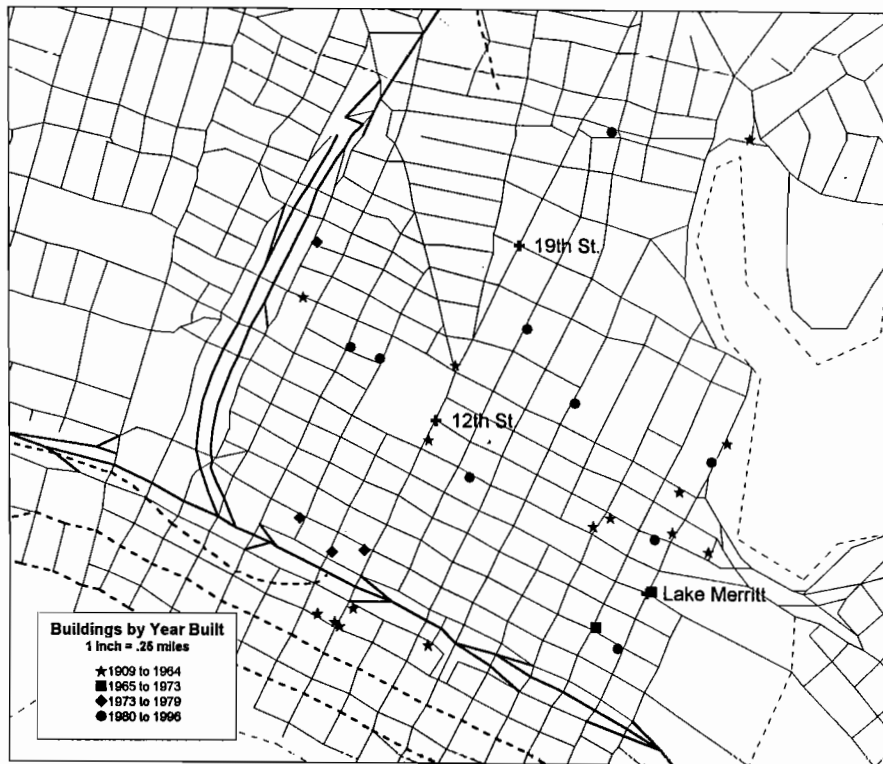 19th St.
12th St.
Lake Merritt
Buildings by Year Built
1 inch = .25 miles
1909 to 1964
1965 to 1973
1973 to 1979
1980 to 1996